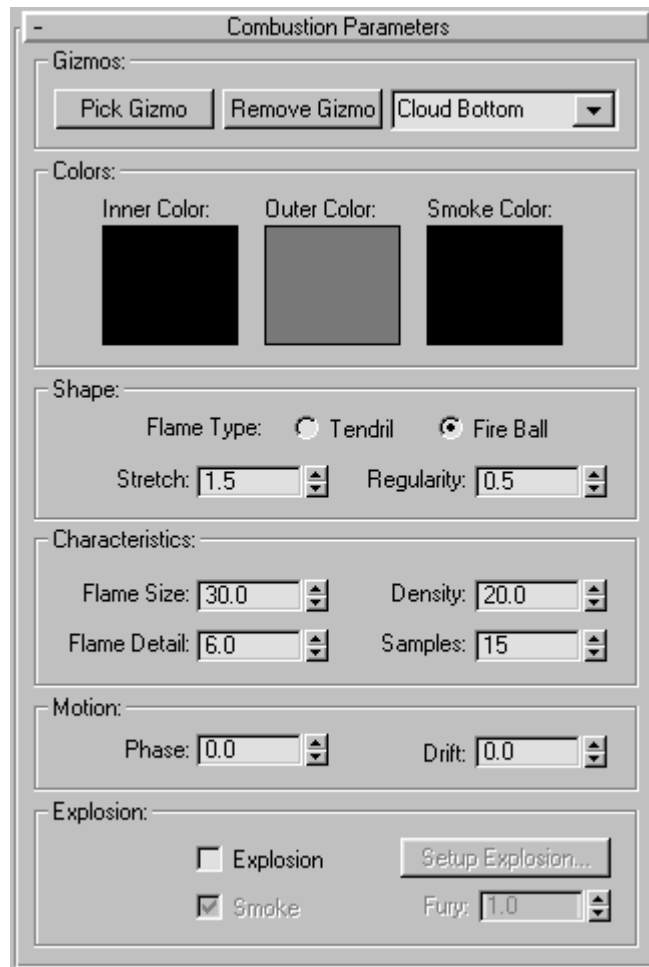 - Combustion Parameters
Gizmos:
Pick Gizmo Remove Gizmo Cloud Bottom
Colors:
Inner Color: Outer Color: Smoke Color:
Shape:
Flame Type: Tendril Fire Ball
Stretch: 1.5 Regularity: 0.5
Characteristics:
Flame Size: 30.0 Density: 20.0
Flame Detail: 6.0 Samples: 15
Motion:
Phase: 0.0 Drift: 0.0
Explosion:
Explosion Setup Explosion...
Smoke Fury: 1.0